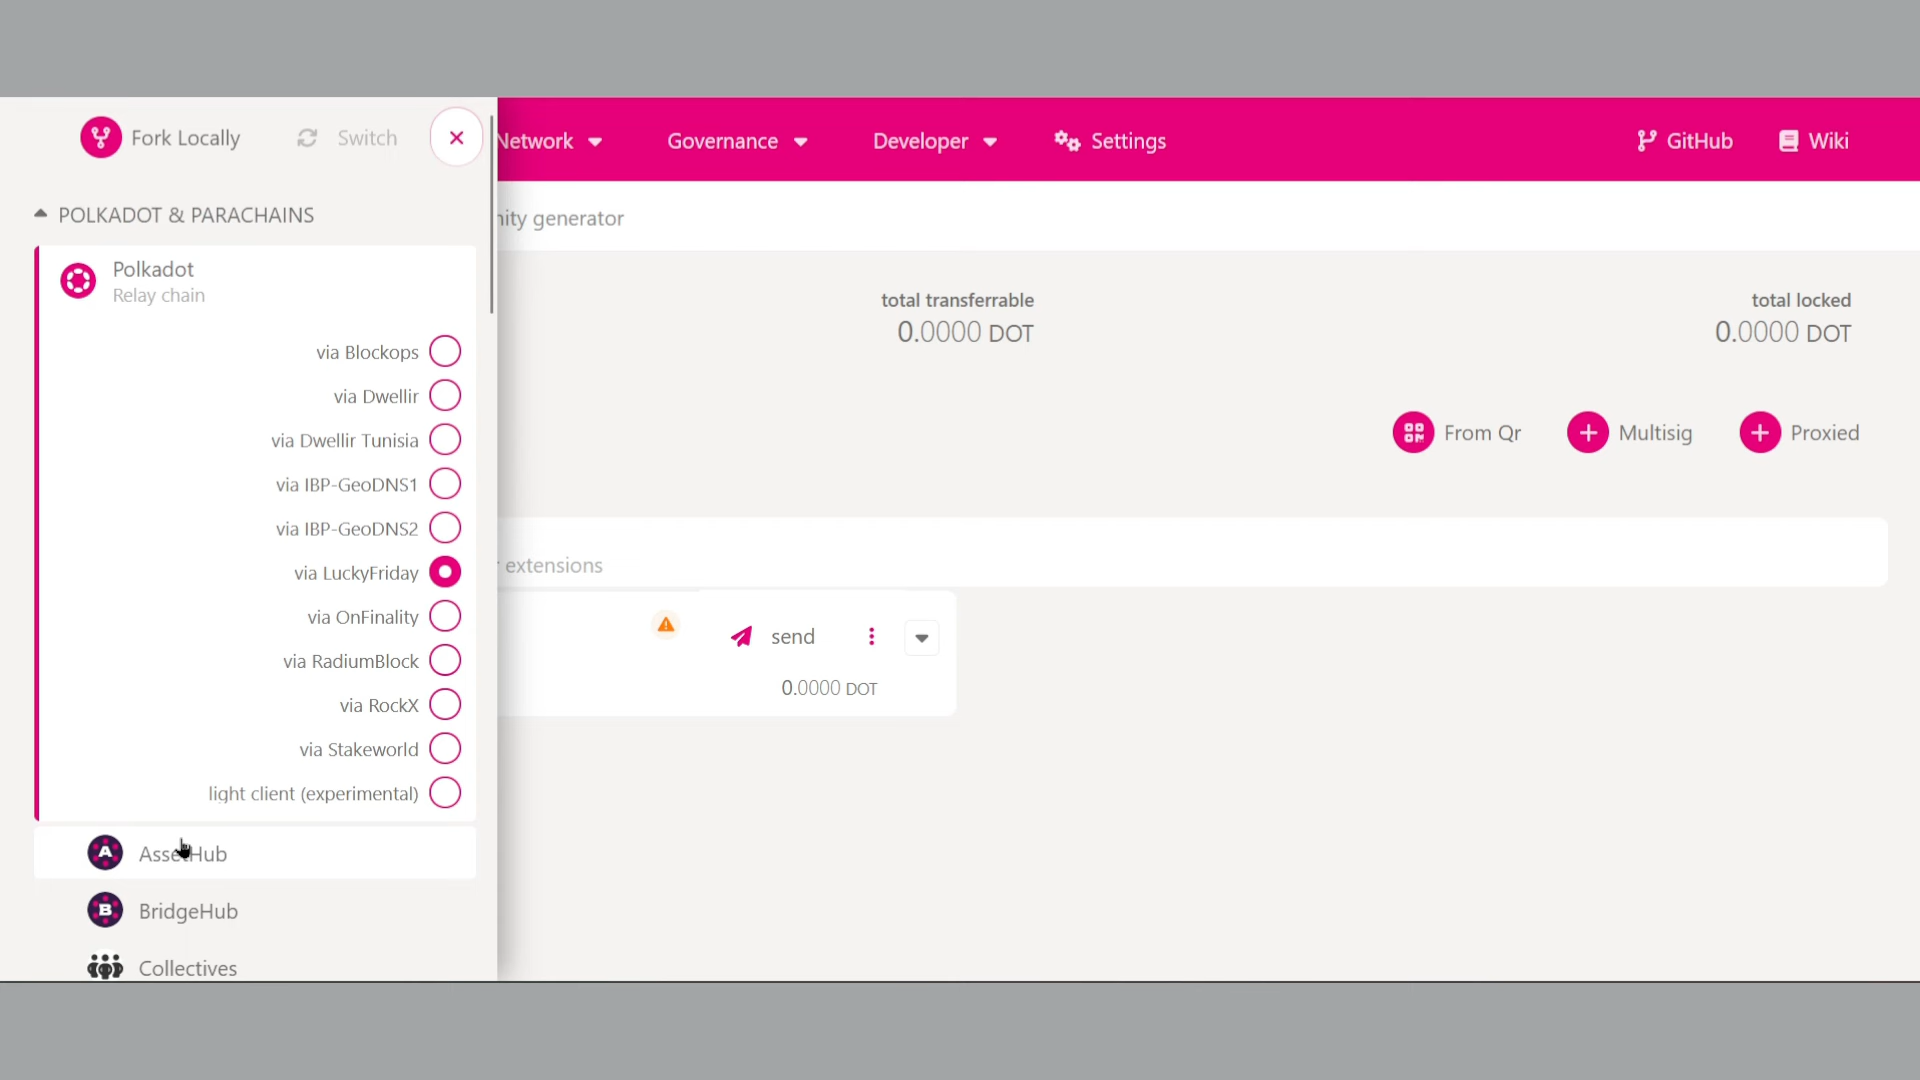 Fork Locally
Switch
Network
Governance
Developer
Settings
GitHub
Wiki
POLKADOT & PARACHAINS
nity generator
Polkadot
Relay chain
total transferrable
0.0000 DOT
total locked
0.0000 DOT
via Blockops
via Dwellir
via Dwellir Tunisia
via IBP-GeoDNS1
via IBP-GeoDNS2
via LuckyFriday
via OnFinality
via RadiumBlock
via RockX
via Stakeworld
light client (experimental)
From Qr
Multisig
Proxied
extensions
send
0.0000 DOT
A AssetHub
B BridgeHub
Collectives